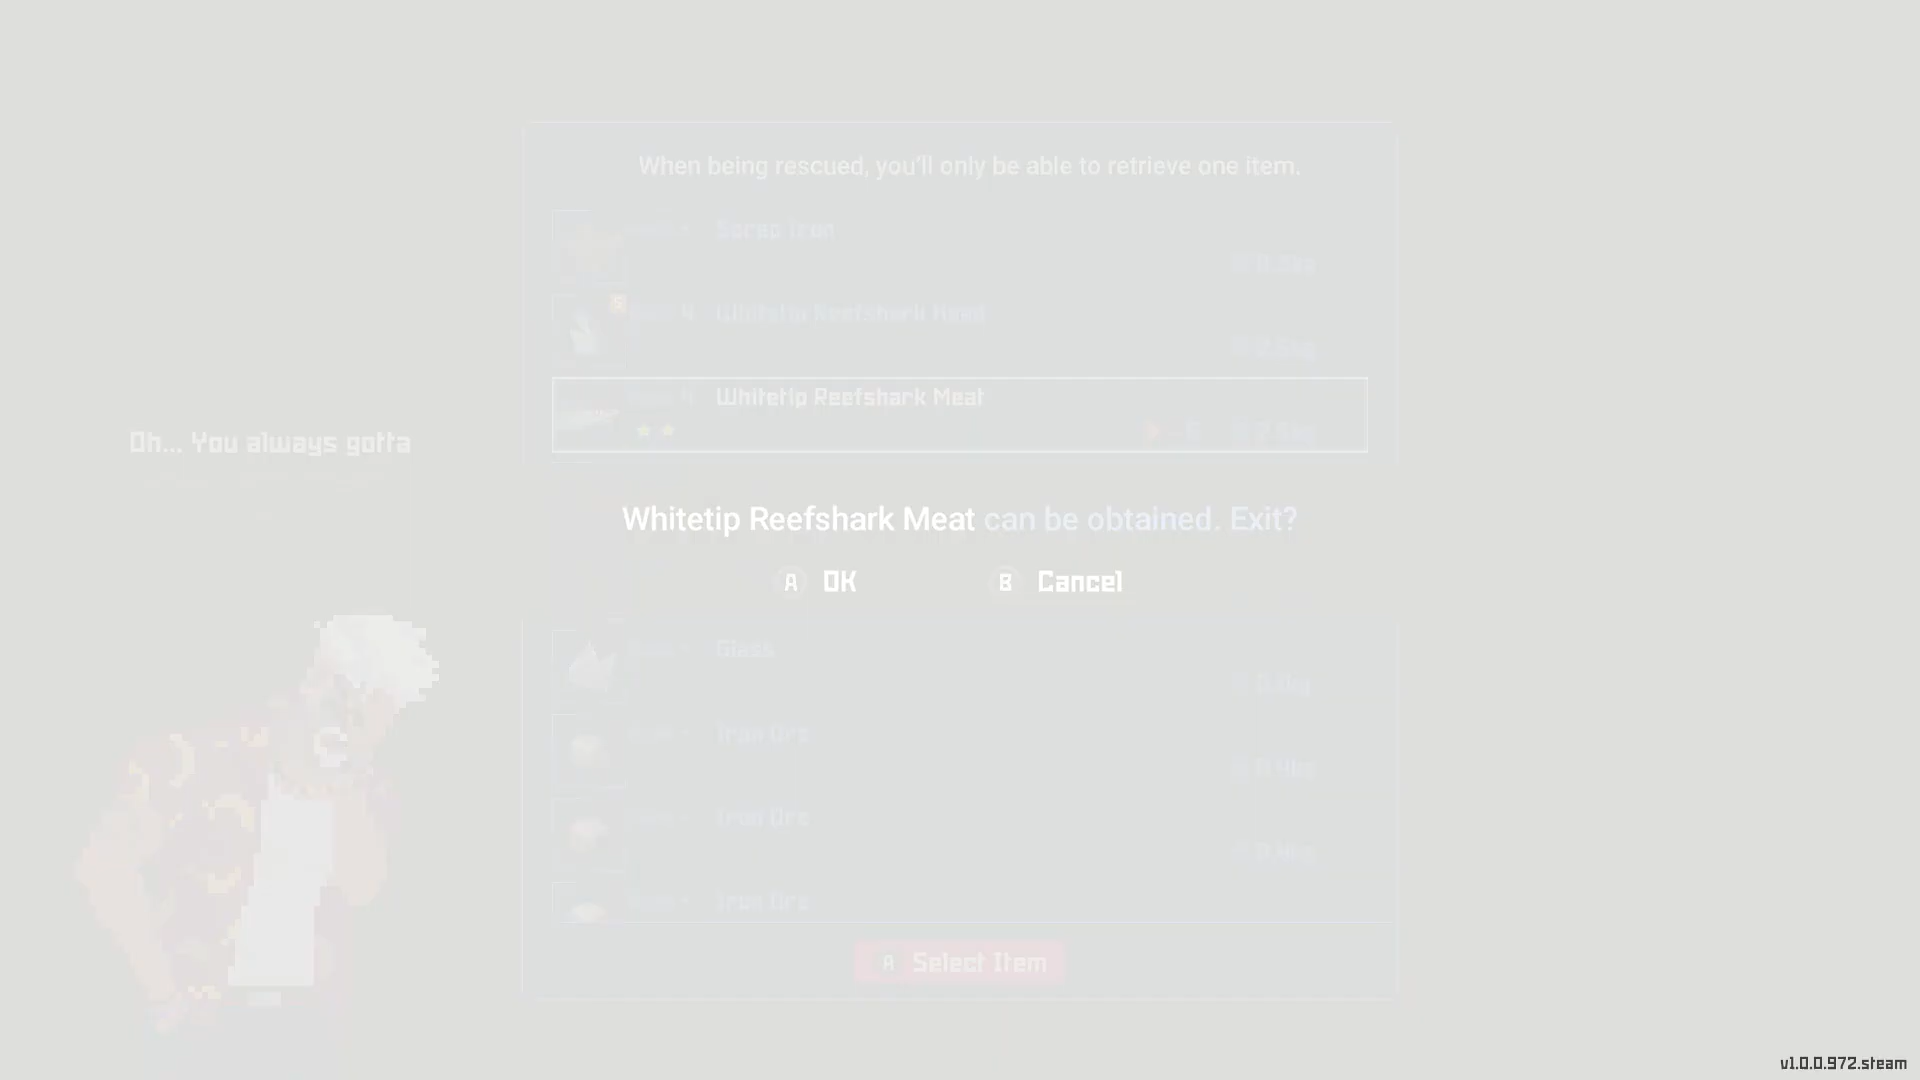 When being rescued, you'll only be able to retrieve one item.
Scrap Iron
Whitetip Reefshark Head
Whitetip Reefshark Meat
Oh... You always gotta
Whitetip Reefshark Meat can be obtained. Exit?
A OK B Cancel
Glass
Iron Ore
Iron Ore
Iron Ore
A Select Item
v1.0.0.972.steam